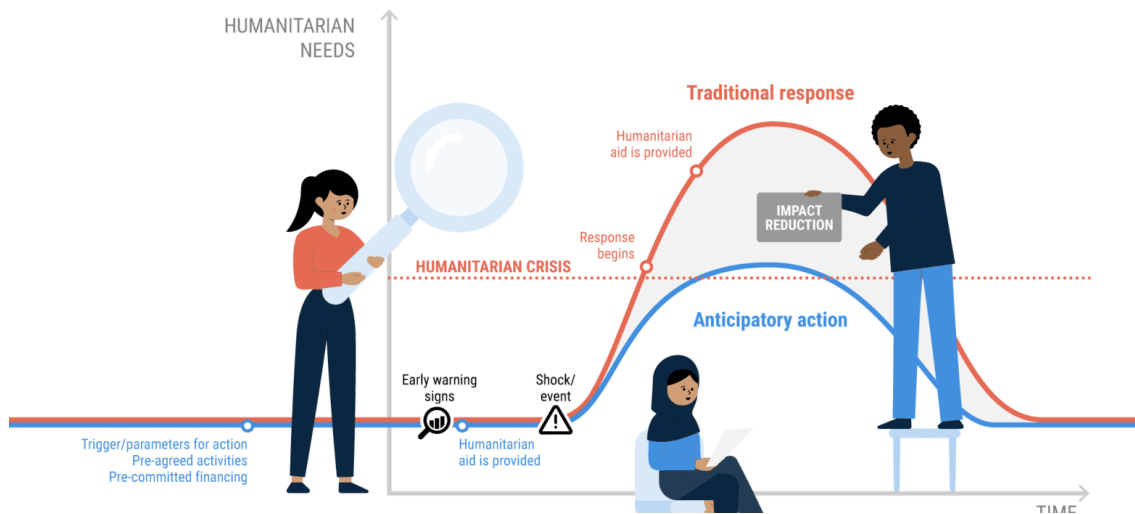 HUMANITARIAN
NEEDS
Traditional response
Humanitarian
aid is provided
IMPACT
REDUCTION
Response
begins
HUMANITARIAN CRISIS
Anticipatory action
Early warning
signs
Shock/
event
Trigger/parameters for action
Pre-agreed activities
Pre-committed financing
Humanitarian
aid is provided
TIME